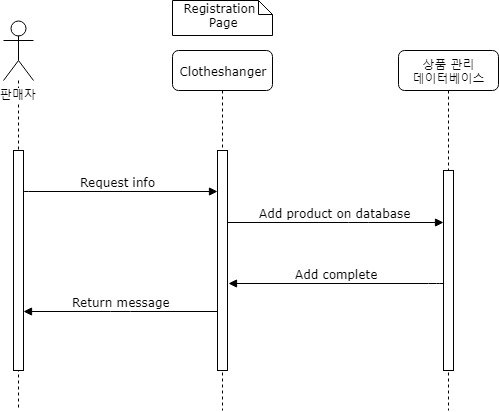 Registration
Page
Clotheshanger
상품 관리
데이터베이스
판매자
Request info
Add product on database
Add complete
Return message